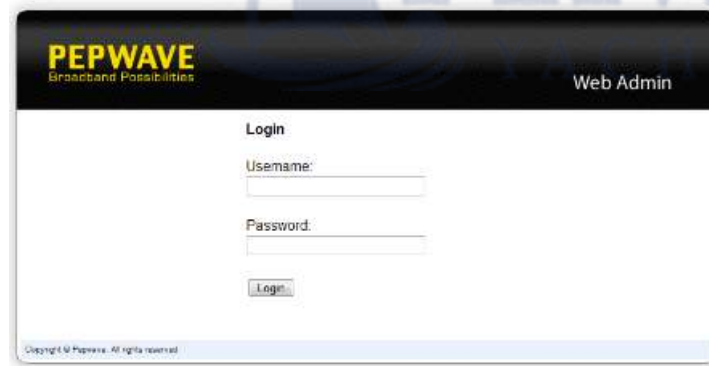 PEPWAVE
Broadband Possibilities
Web Admin
Login
Username:
Password:
Login
Copyright © Pepwave. All rights reserved